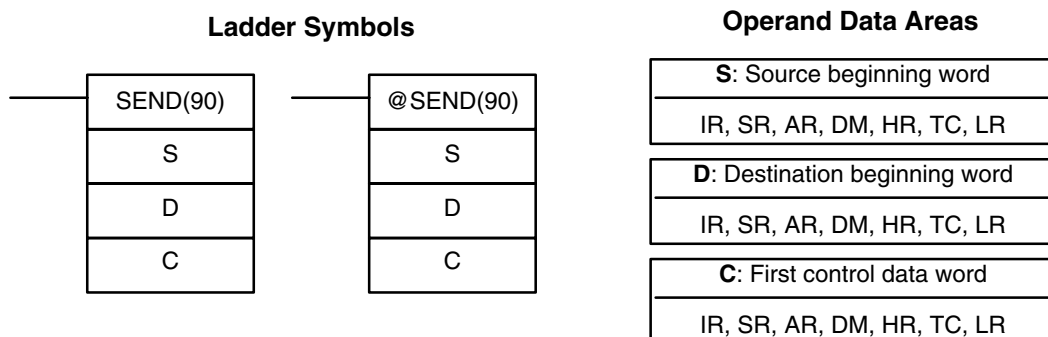 Ladder Symbols
SEND(90)
S
D
C
@SEND(90)
S
D
C
Operand Data Areas
S: Source beginning word
IR, SR, AR, DM, HR, TC, LR
D: Destination beginning word
IR, SR, AR, DM, HR, TC, LR
C: First control data word
IR, SR, AR, DM, HR, TC, LR